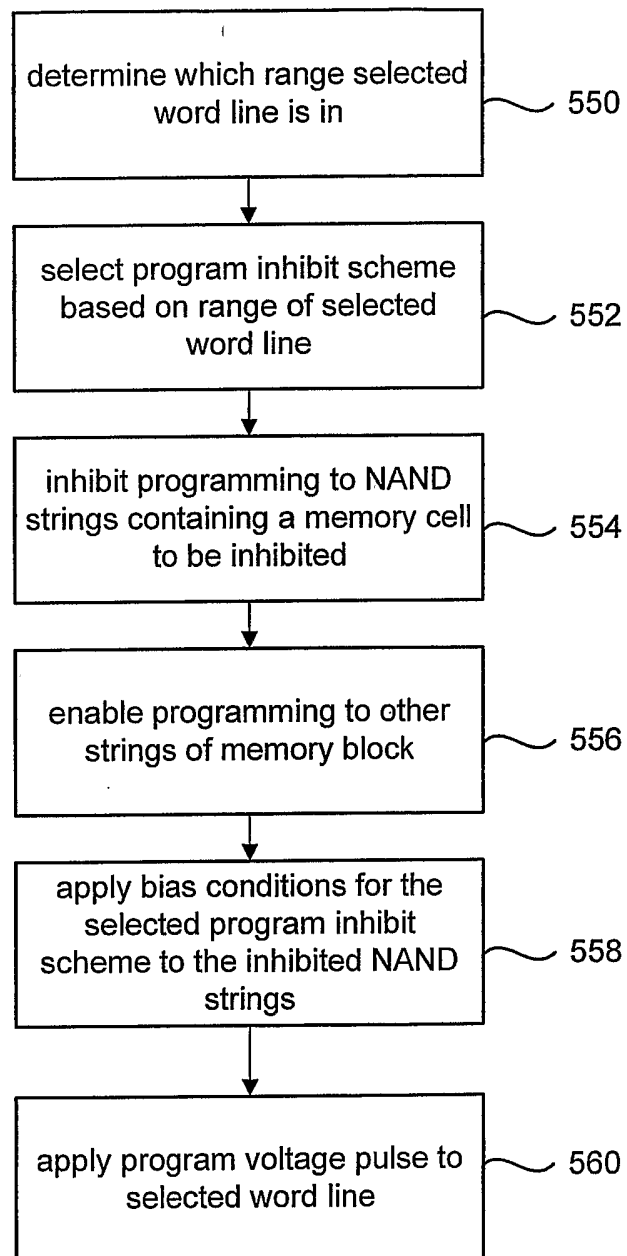 determine which range selected
word line is in
550
select program inhibit scheme
based on range of selected
word line
552
inhibit programming to NAND
strings containing a memory cell
to be inhibited
554
enable programming to other
strings of memory block
556
apply bias conditions for the
selected program inhibit
scheme to the inhibited NAND
strings
558
apply program voltage pulse to
selected word line
560